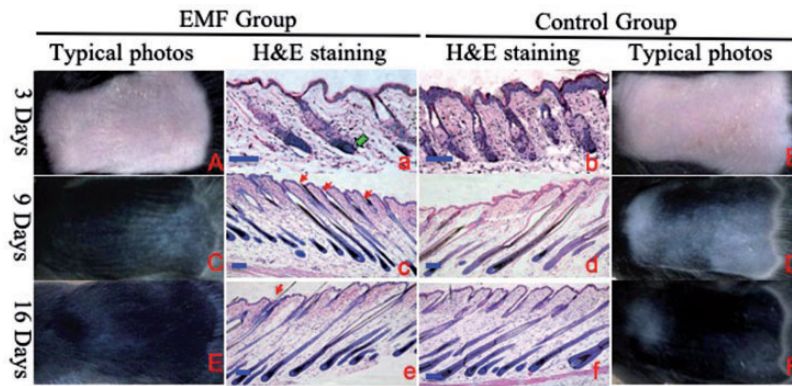 EMF Group Control Group
Typical photos H&E staining H&E staining Typical photos
3 Days
A a b B
9 Days
C c d D
16 Days
E e f F